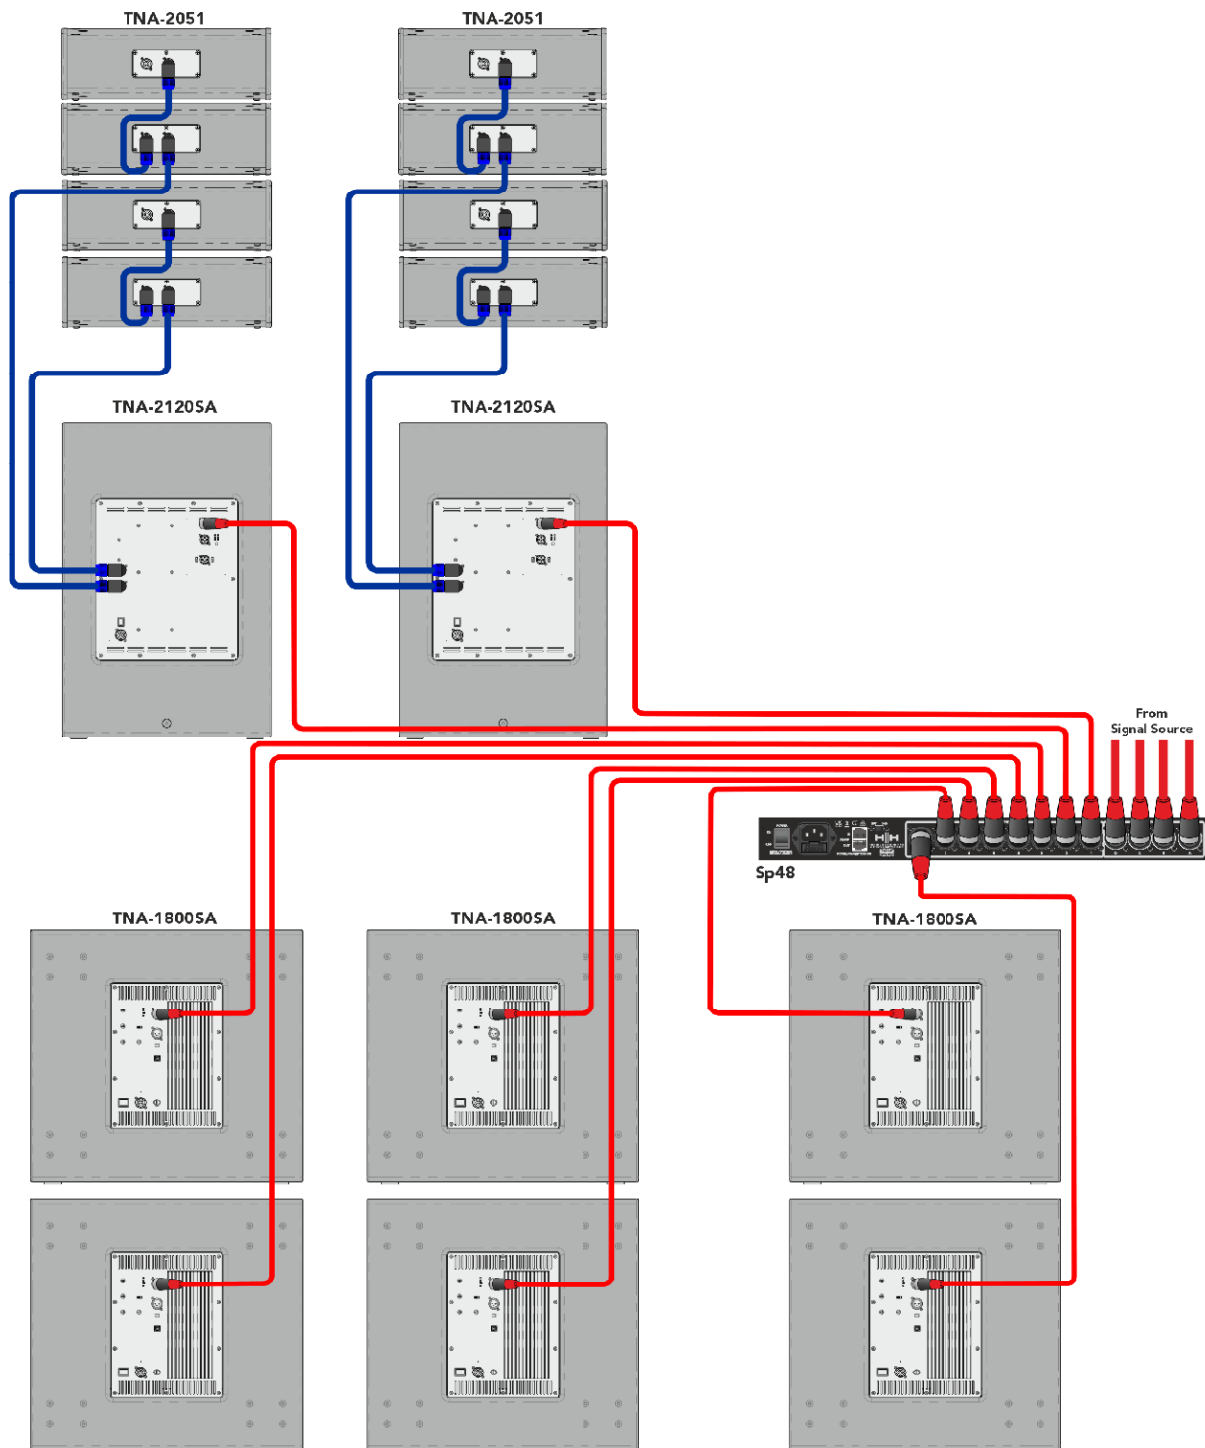 TNA-2051 TNA-2051
TNA-2120SA TNA-2120SA
From
Signal Source
Sp48
TNA-1800SA TNA-1800SA TNA-1800SA